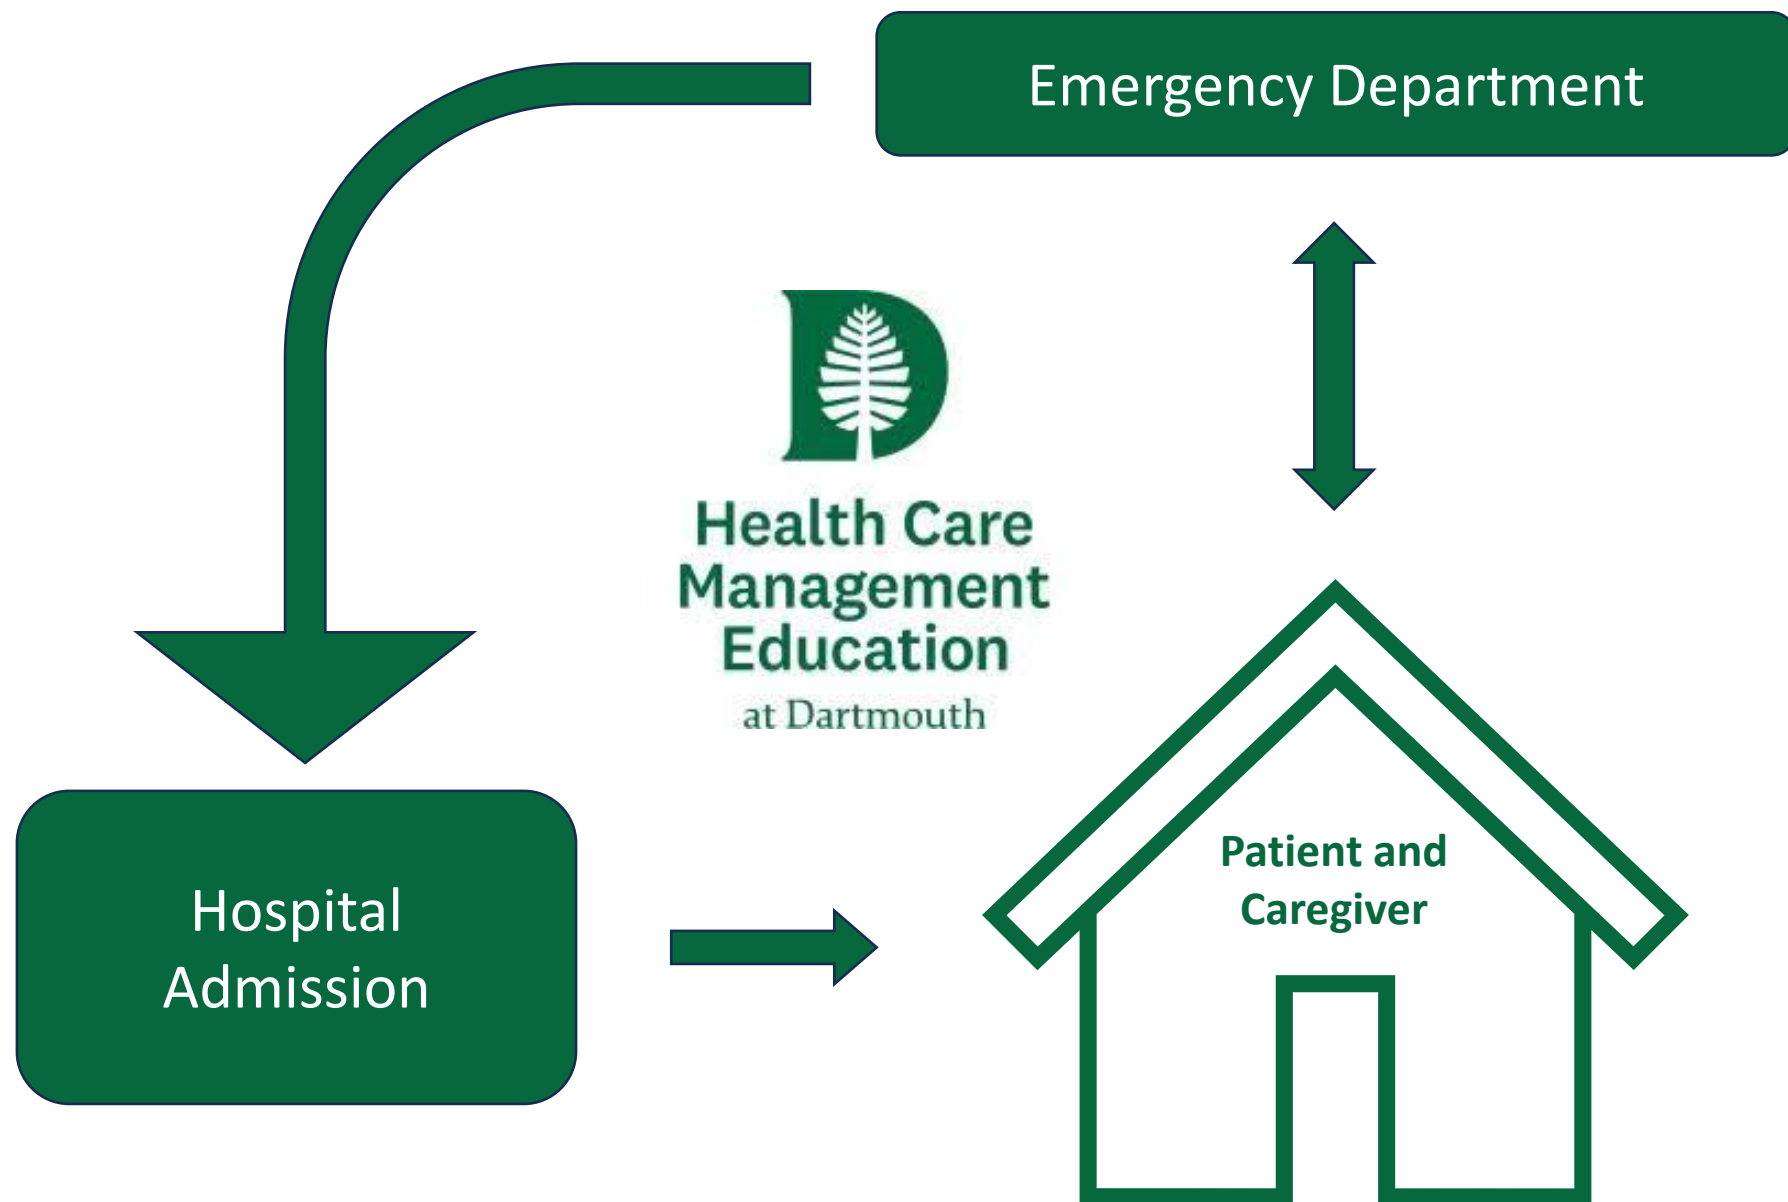 Emergency Department
Health Care
Management
Education
at Dartmouth
Patient and
Caregiver
Hospital
Admission